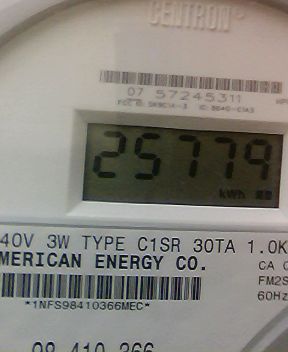 CENTRON
07 57245311
25779
kWh
40V 3W TYPE C1SR 30TA 1.0K
MERICAN ENERGY CO.
CA 0
FM2S
60Hz
*1NFS98410366MEC*
98 410 366